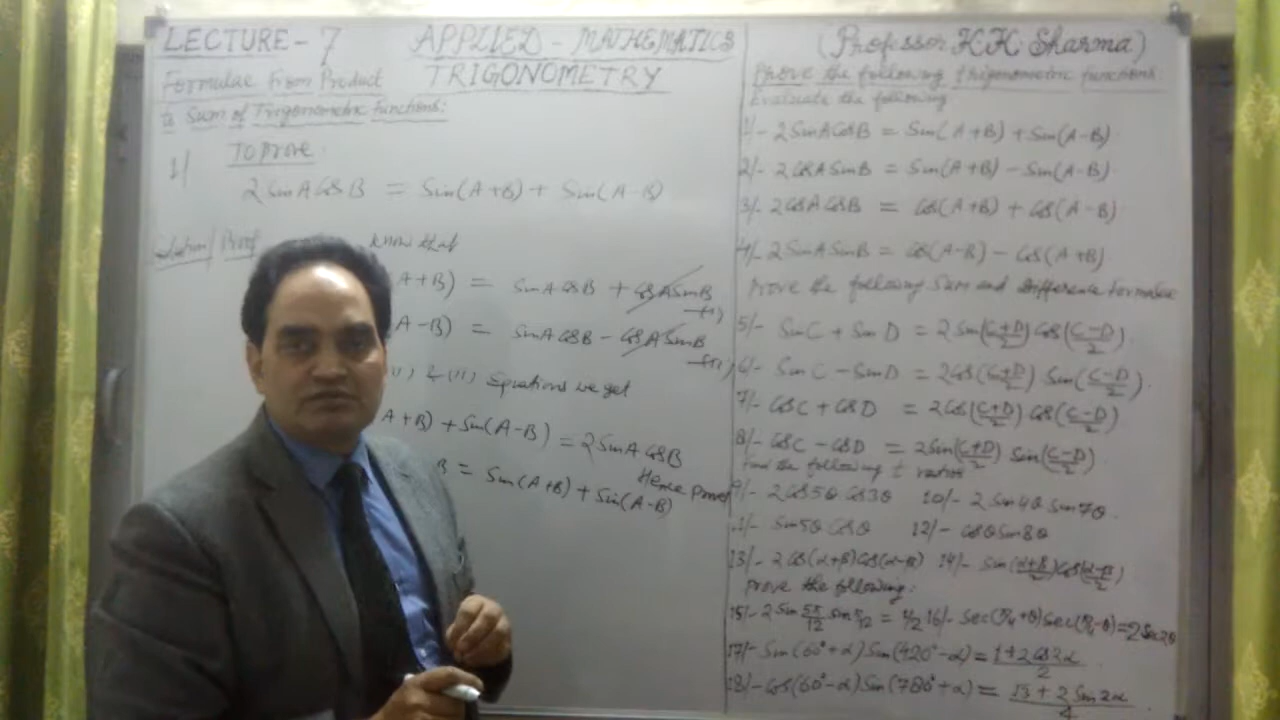 LECTURE-7 APPLIED-MATHEMATICS
TRIGONOMETRY
Formulae From Product
to Sum of Trigonometric Functions:
1/ To prove
2 Sin A Cos B = Sin(A+B) + Sin(A-B)
Proof know that
A+B) = Sin A Cos B + Cos A Sin B
A-B) = Sin A Cos B - Cos A Sin B
Equations we get
A+B) + Sin(A-B) = 2 Sin A Cos B
B = Sin(A+B) + Sin(A-B)
Hence proved
(Professor K K Sharma)
Prove the following trigonometric functions:
Evaluate the following
1/- 2 Sin A Cos B = Sin(A+B) + Sin(A-B)
2/- 2 Cos A Sin B = Sin(A+B) - Sin(A-B)
3/- 2 Cos A Cos B = Cos(A+B) + Cos(A-B)
4/- 2 Sin A Sin B = Cos(A-B) - Cos(A+B)
Prove the following Sum and Difference formulae
5/- Sin C + Sin D = 2 Sin(C+D/2) Cos(C-D/2).
6/- Sin C - Sin D = 2 Cos(C+D/2) Sin(C-D/2).
7/- Cos C + Cos D = 2 Cos(C+D/2) Cos(C-D/2)
8/- Cos C - Cos D = 2 Sin(C+D/2) Sin(C-D/2).
Find the following t ratios
9/- 2 Cos 5θ Cos 3θ 10/- 2 Sin 4θ Sin 7θ.
11/- Sin 5θ Cos θ 12/- Cos θ Sin 8θ
13/- 2 Cos(α+β) Cos(α-β) 14/- Sin(α+β/2) Cos(α-β/2)
Prove the following:
15/- 2 Sin 5π/12 Sin π/12 = 1/2 16/- Sec(π/4+θ) Sec(π/4-θ) = 2 Sec 2θ
17/- Sin(60°+α) Sin(420°-α) = 1+2 Cos 2α/2
18/- Cos(60°-α) Sin(780°+α) = √3+2 Sin 2α/4